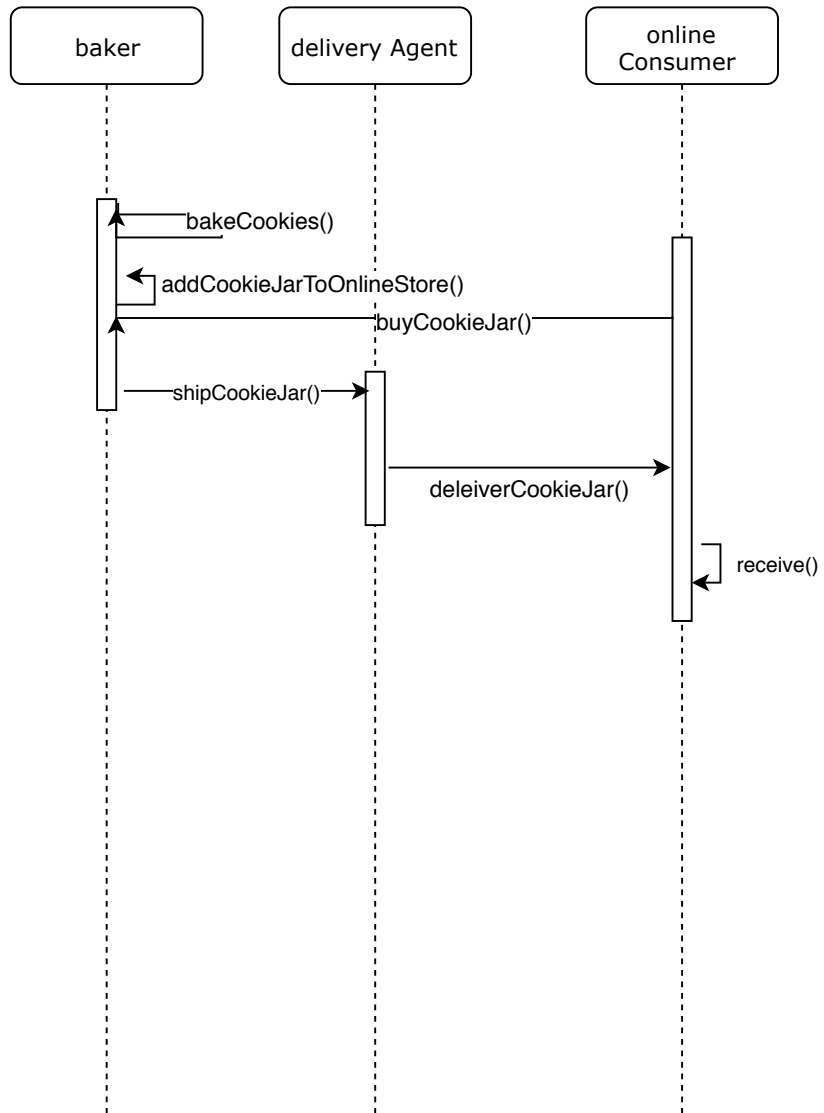 baker
delivery Agent
online
Consumer
bakeCookies()
addCookieJarToOnlineStore()
buyCookieJar()
shipCookieJar()
deleiverCookieJar()
receive()